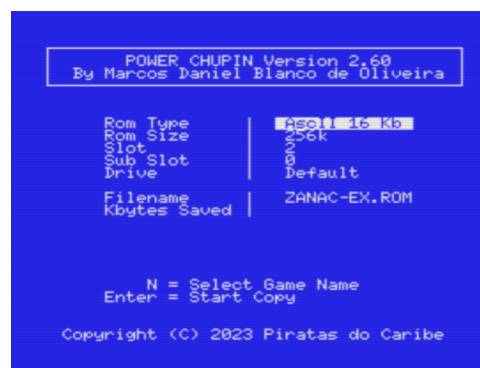 POWER CHUPIN Version 2.60
By Marcos Daniel Blanco de Oliveira
Rom Type | AscII 16 Kb
Rom Size | 256k
Slot | 2
Sub Slot | 0
Drive | Default
Filename | ZANAC-EX.ROM
Kbytes Saved |
N = Select Game Name
Enter = Start Copy
Copyright (C) 2023 Piratas do Caribe